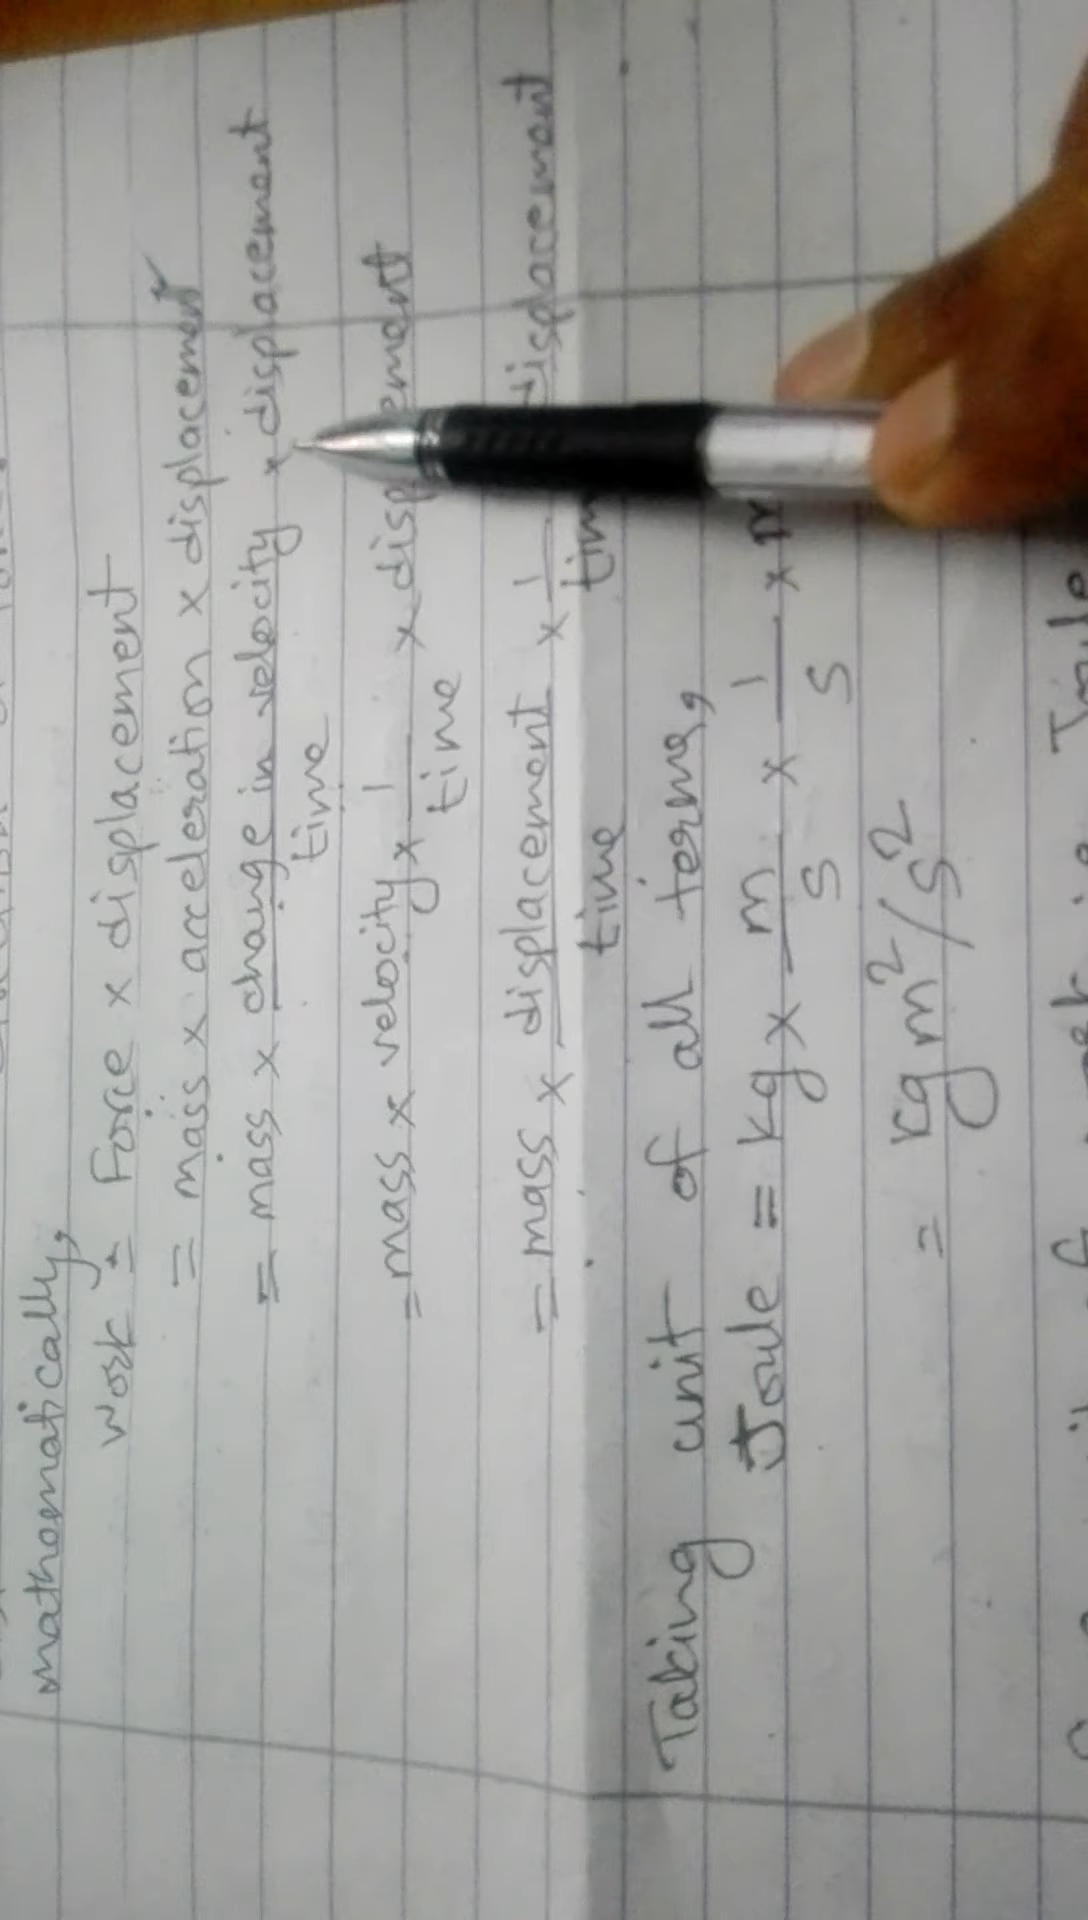 mathematically,
Work = Force × displacement
= mass × acceleration × displacement
= mass × change in velocity / time × displacement
= mass × velocity × 1 / time × displacement
= mass × displacement / time × 1 / time displacement
Taking unit of all terms,
Joule = kg × m / s × 1 / s ×
= kg m²/s²